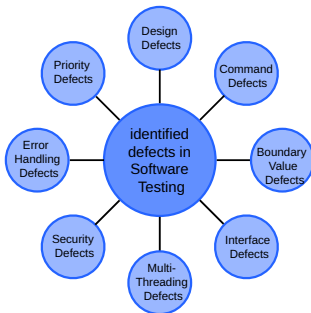 Design
Defects
Priority
Defects
Command
Defects
identified
defects in
Software
Testing
Error
Handling
Defects
Boundary
Value
Defects
Security
Defects
Interface
Defects
Multi-
Threading
Defects